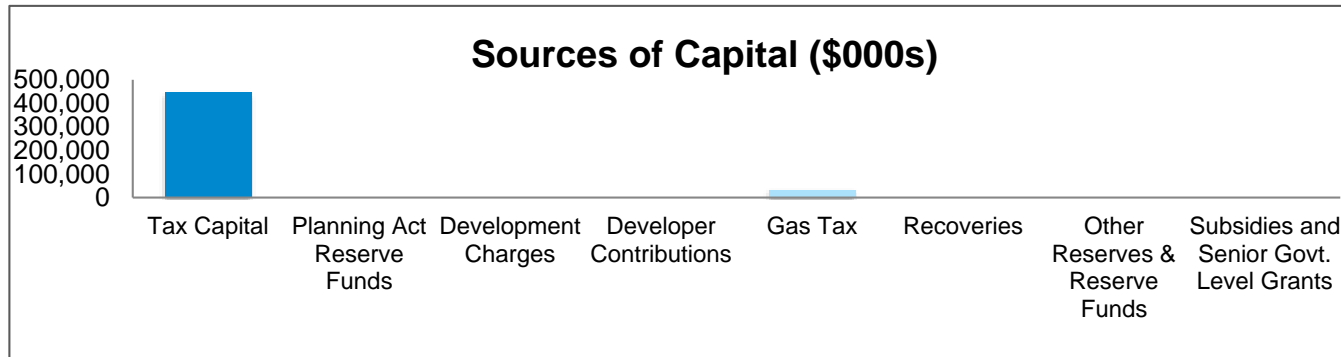 Sources of Capital ($000s)
500,000
400,000
300,000
200,000
100,000
0
Tax Capital
Planning Act
Reserve
Funds
Development
Charges
Developer
Contributions
Gas Tax
Recoveries
Other
Reserves &
Reserve
Funds
Subsidies and
Senior Govt.
Level Grants